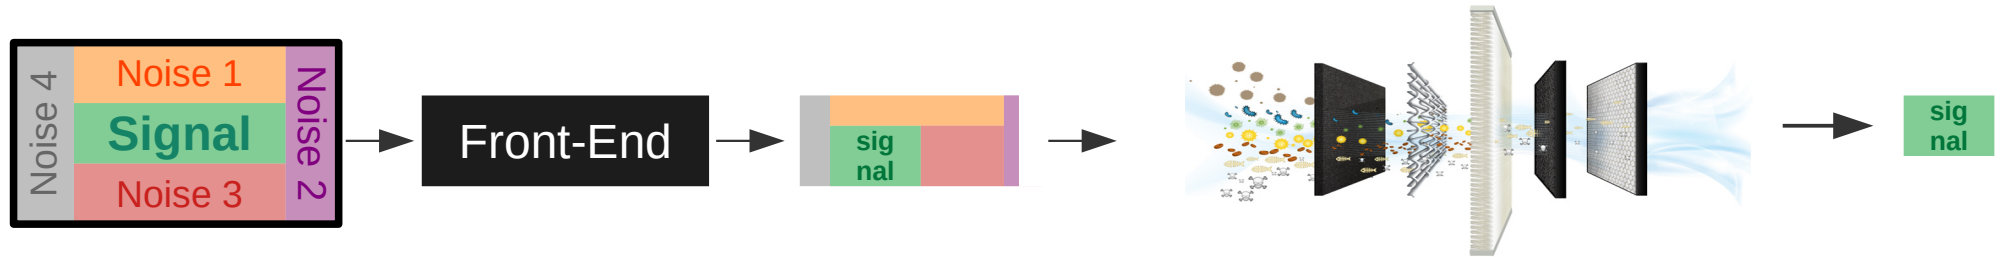 Noise 4
Noise 1
Signal
Noise 3
Noise 2
Front-End
sig
nal
sig
nal